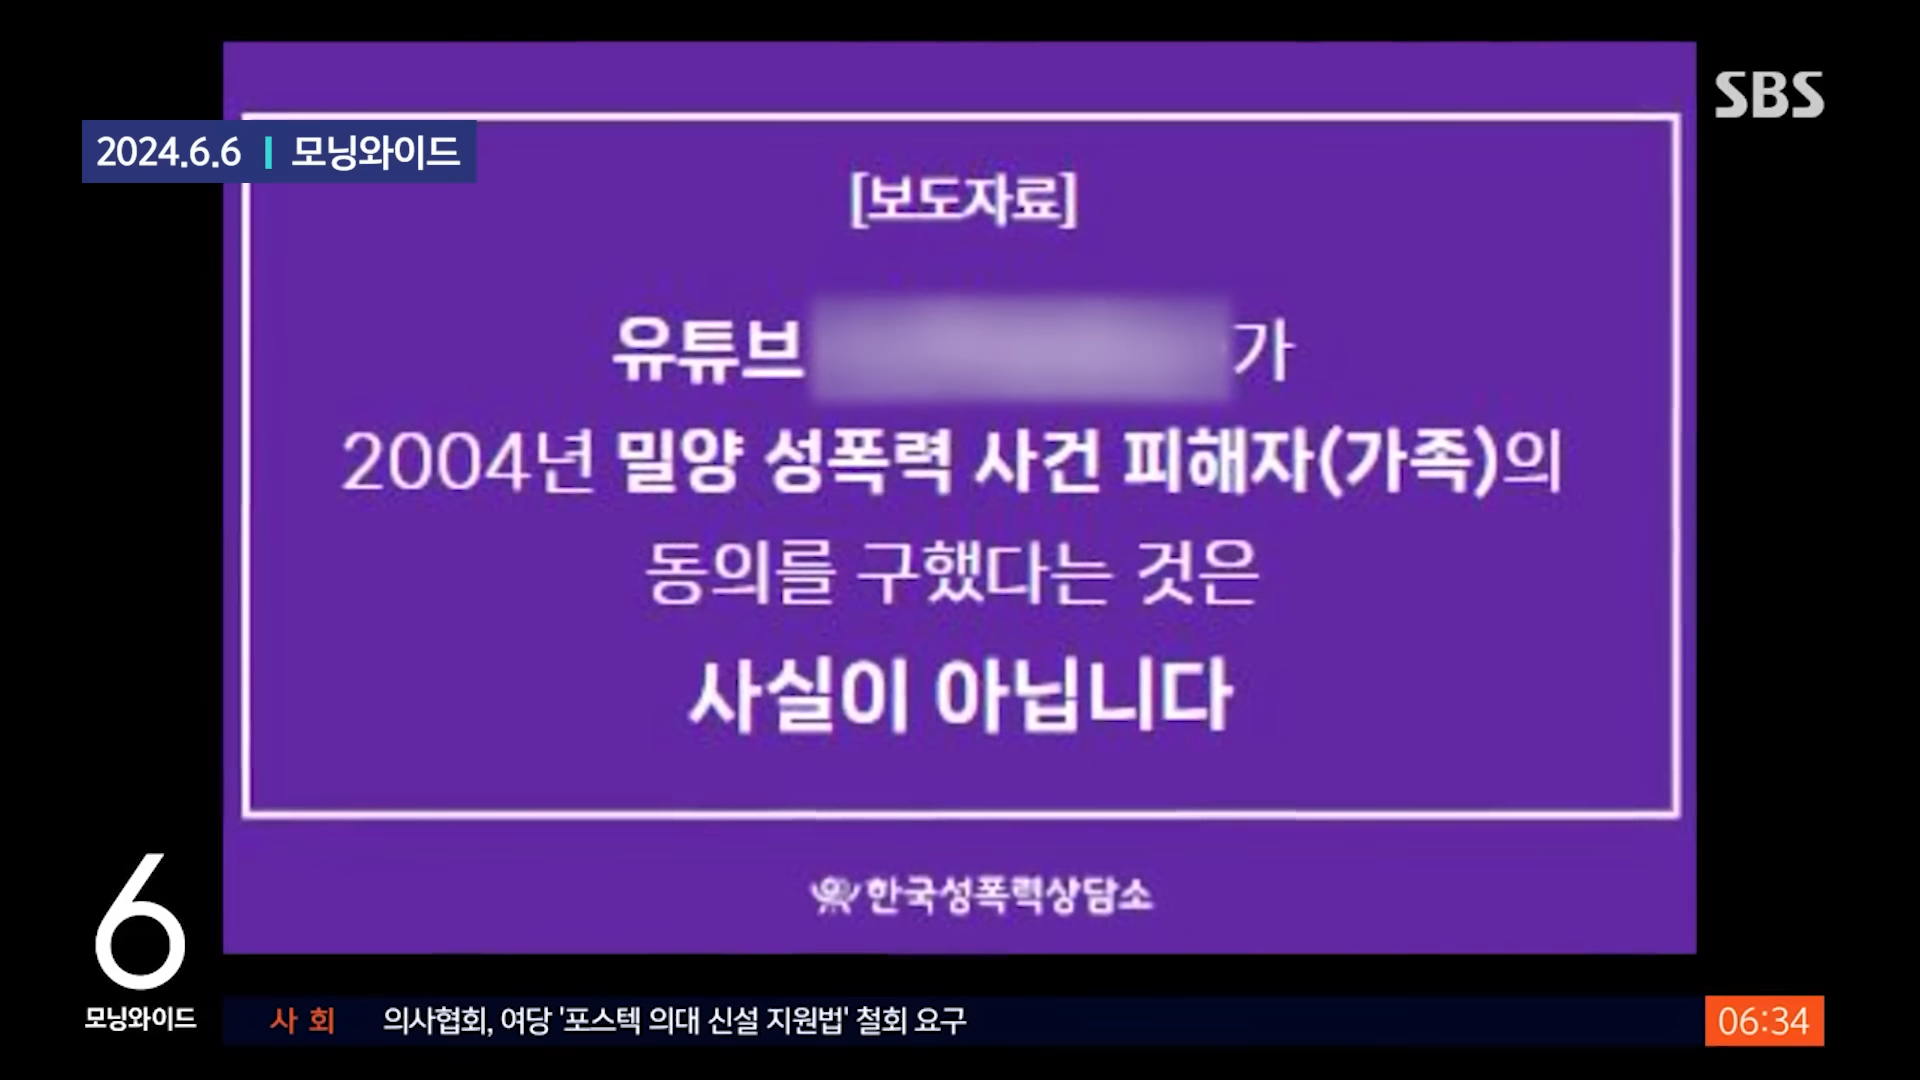 SBS
2024.6.6 | 모닝와이드
[보도자료]
유튜브 가
2004년 밀양 성폭력 사건 피해자(가족)의
동의를 구했다는 것은
사실이 아닙니다
한국성폭력상담소
6
모닝와이드
사회 의사협회, 여당 '포스텍 의대 신설 지원법' 철회 요구
06:34